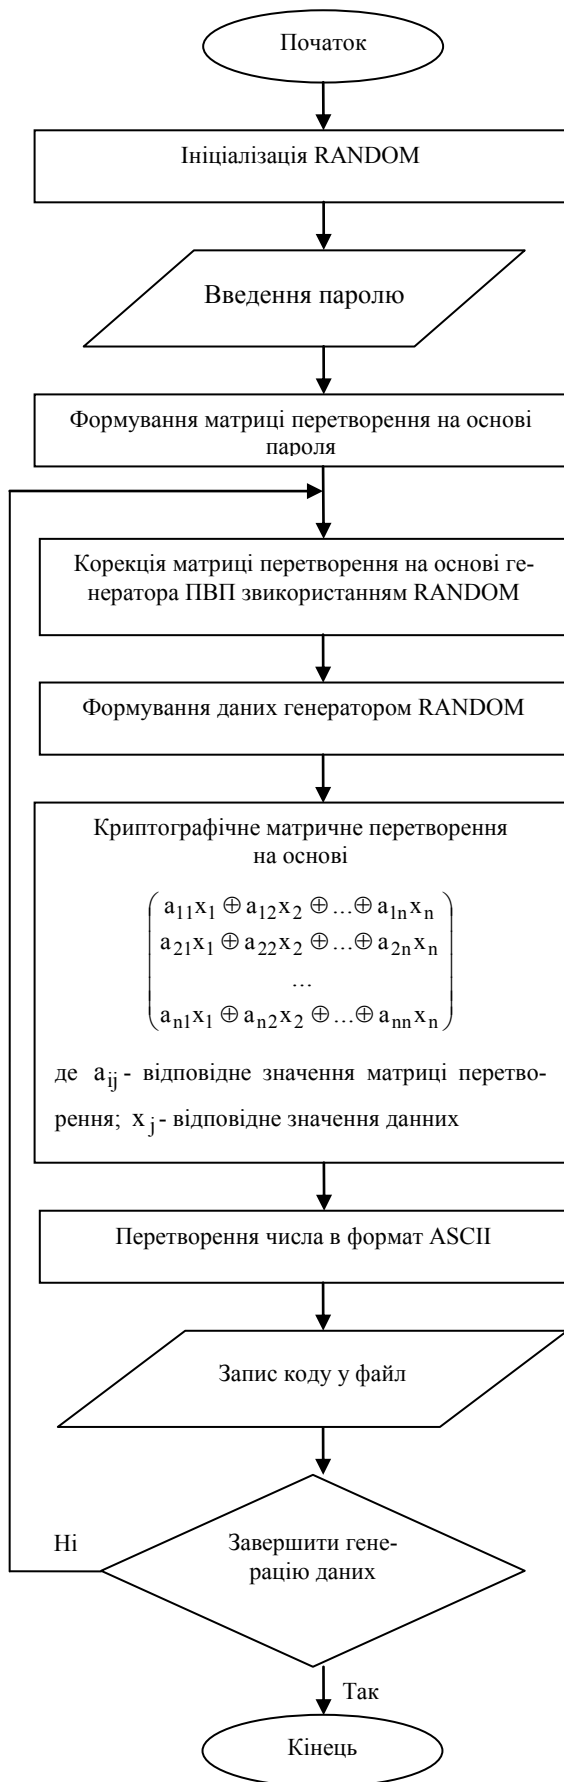 Початок
Ініціалізація RANDOM
Введення паролю
Формування матриці перетворення на основі
пароля
Корекція матриці перетворення на основі ге-
нератора ПВП звикористанням RANDOM
Формування даних генератором RANDOM
Криптографічне матричне перетворення
на основі
a₁₁x₁ ⊕ a₁₂x₂ ⊕ ... ⊕ a₁ₙxₙ
a₂₁x₁ ⊕ a₂₂x₂ ⊕ ... ⊕ a₂ₙxₙ
...
aₙ₁x₁ ⊕ aₙ₂x₂ ⊕ ... ⊕ aₙₙxₙ
де aᵢⱼ - відповідне значення матриці перетво-
рення; xⱼ - відповідне значення данних
Перетворення числа в формат ASCII
Запис коду у файл
Завершити гене-
рацію даних
Ні
Так
Кінець